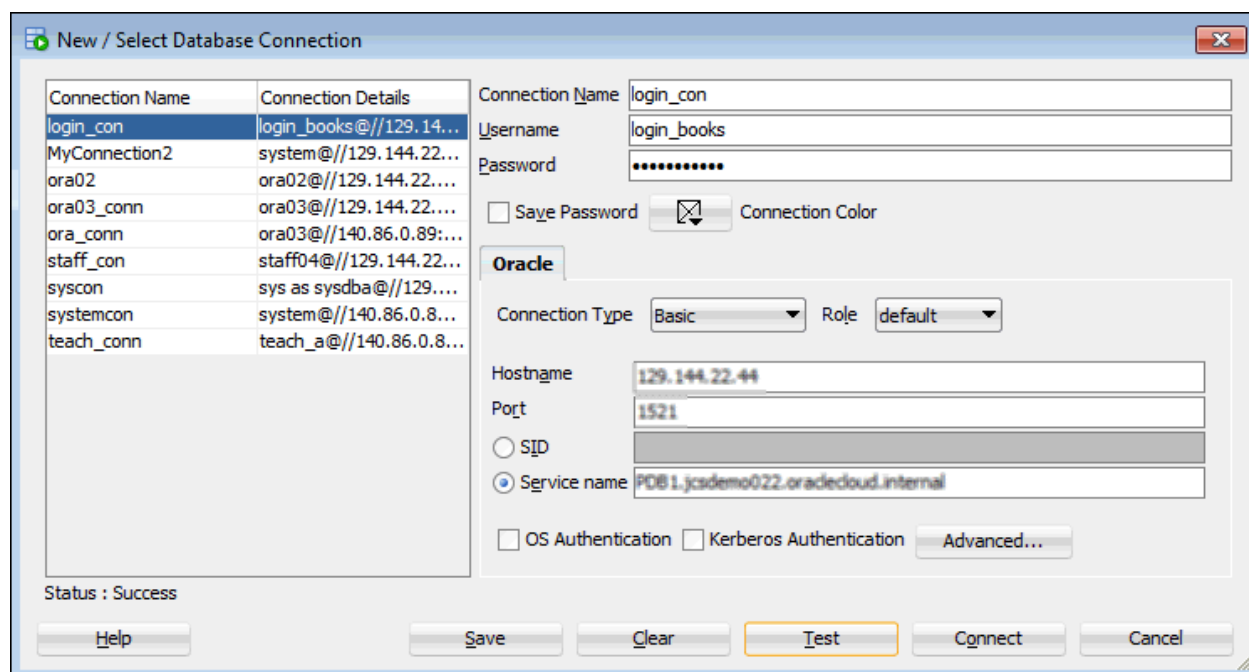 New / Select Database Connection
Connection Name Connection Details
login_con login_books@//129.14...
MyConnection2 system@//129.144.22...
ora02 ora02@//129.144.22....
ora03_conn ora03@//129.144.22...
ora_conn ora03@//140.86.0.89:...
staff_con staff04@//129.144.22...
syscon sys as sysdba@//129....
systemcon system@//140.86.0.8...
teach_conn teach_a@//140.86.0.8...
Connection Name login_con
Username login_books
Password •••••••••••
Save Password Connection Color
Oracle
Connection Type Basic Role default
Hostname 129.144.22.44
Port 1521
SID
Service name PDB1.jcsdemo022.oraclecloud.internal
OS Authentication Kerberos Authentication Advanced...
Status : Success
Help Save Clear Test Connect Cancel